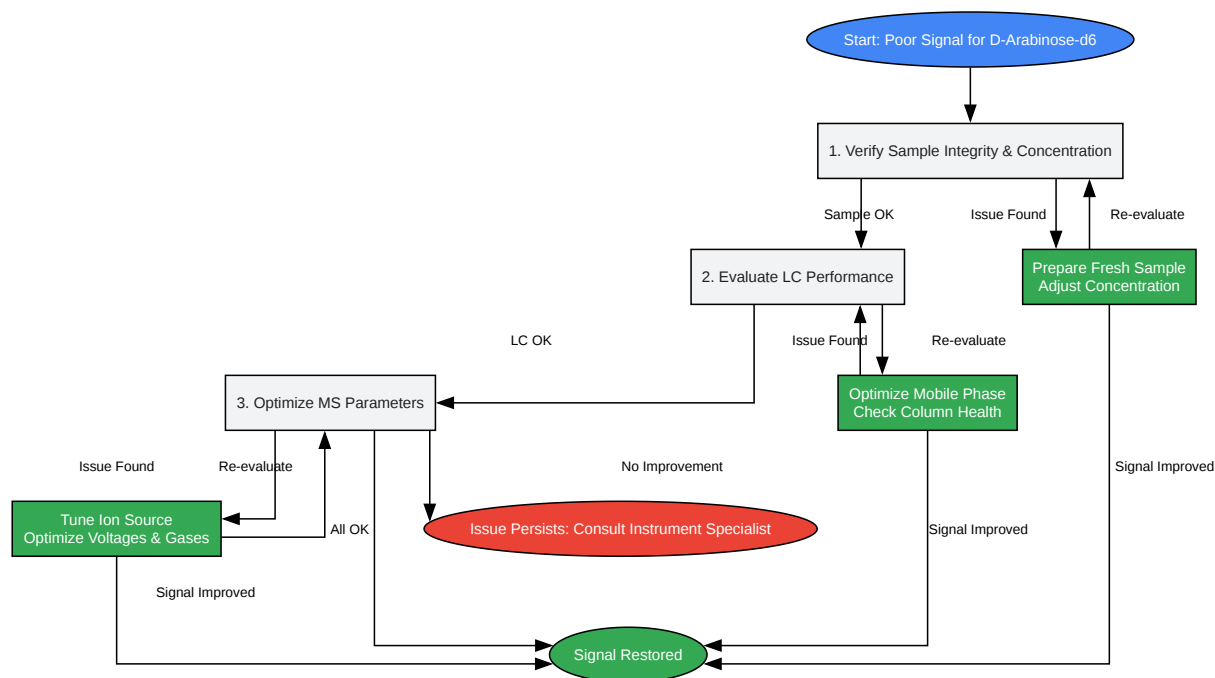 Start: Poor Signal for D-Arabinose-d6
1. Verify Sample Integrity & Concentration
Sample OK
Issue Found
Re-evaluate
2. Evaluate LC Performance
Prepare Fresh Sample
Adjust Concentration
LC OK
Issue Found
Re-evaluate
3. Optimize MS Parameters
Optimize Mobile Phase
Check Column Health
Issue Found
Re-evaluate
No Improvement
Signal Improved
Tune Ion Source
Optimize Voltages & Gases
All OK
Issue Persists: Consult Instrument Specialist
Signal Improved
Signal Improved
Signal Restored